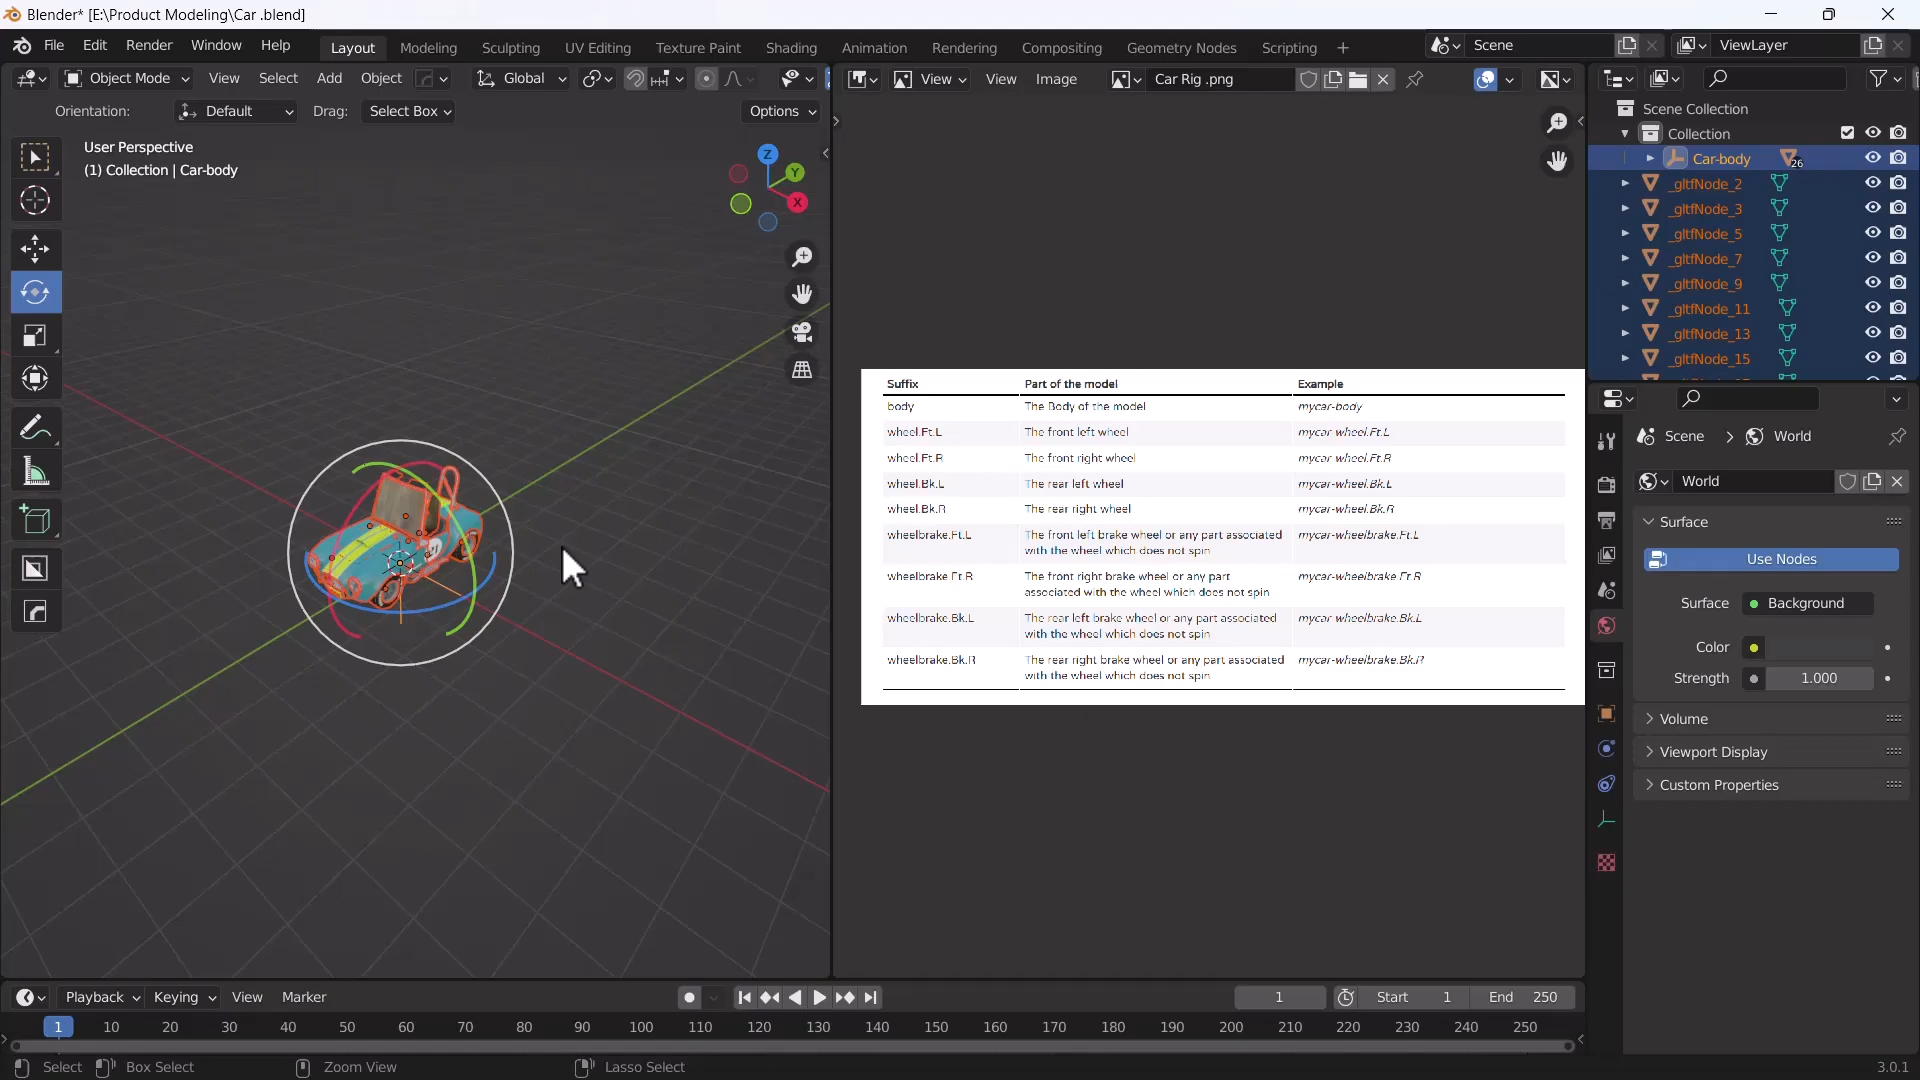 Blender* [E:\Product Modeling\Car .blend]
File Edit Render Window Help Layout Modeling Sculpting UV Editing Texture Paint Shading Animation Rendering Compositing Geometry Nodes Scripting + Scene ViewLayer
Object Mode View Select Add Object Global View View Image Car Rig .png
Orientation: Default Drag: Select Box Options
User Perspective
(1) Collection | Car-body
Z
Y
X
Suffix Part of the model Example
body The Body of the model mycar-body
wheel.Ft.L The front left wheel mycar-wheel.Ft.L
wheel.Ft.R The front right wheel mycar-wheel.Ft.R
wheel.Bk.L The rear left wheel mycar-wheel.Bk.L
wheel.Bk.R The rear right wheel mycar-wheel.Bk.R
wheelbrake.Ft.L The front left brake wheel or any part associated mycar-wheelbrake.Ft.L
with the wheel which does not spin
wheelbrake.Ft.R The front right brake wheel or any part mycar-wheelbrake.Ft.R
associated with the wheel which does not spin
wheelbrake.Bk.L The rear left brake wheel or any part associated mycar-wheelbrake.Bk.L
with the wheel which does not spin
wheelbrake.Bk.R The rear right brake wheel or any part associated mycar-wheelbrake.Bk.R
with the wheel which does not spin
Scene Collection
Collection
Car-body 26
_gltfNode_2
_gltfNode_3
_gltfNode_5
_gltfNode_7
_gltfNode_9
_gltfNode_11
_gltfNode_13
_gltfNode_15
Scene > World
World
Surface
Use Nodes
Surface Background
Color
Strength 1.000
Volume
Viewport Display
Custom Properties
Playback Keying View Marker 1 Start 1 End 250
1 10 20 30 40 50 60 70 80 90 100 110 120 130 140 150 160 170 180 190 200 210 220 230 240 250
Select Box Select Zoom View Lasso Select 3.0.1